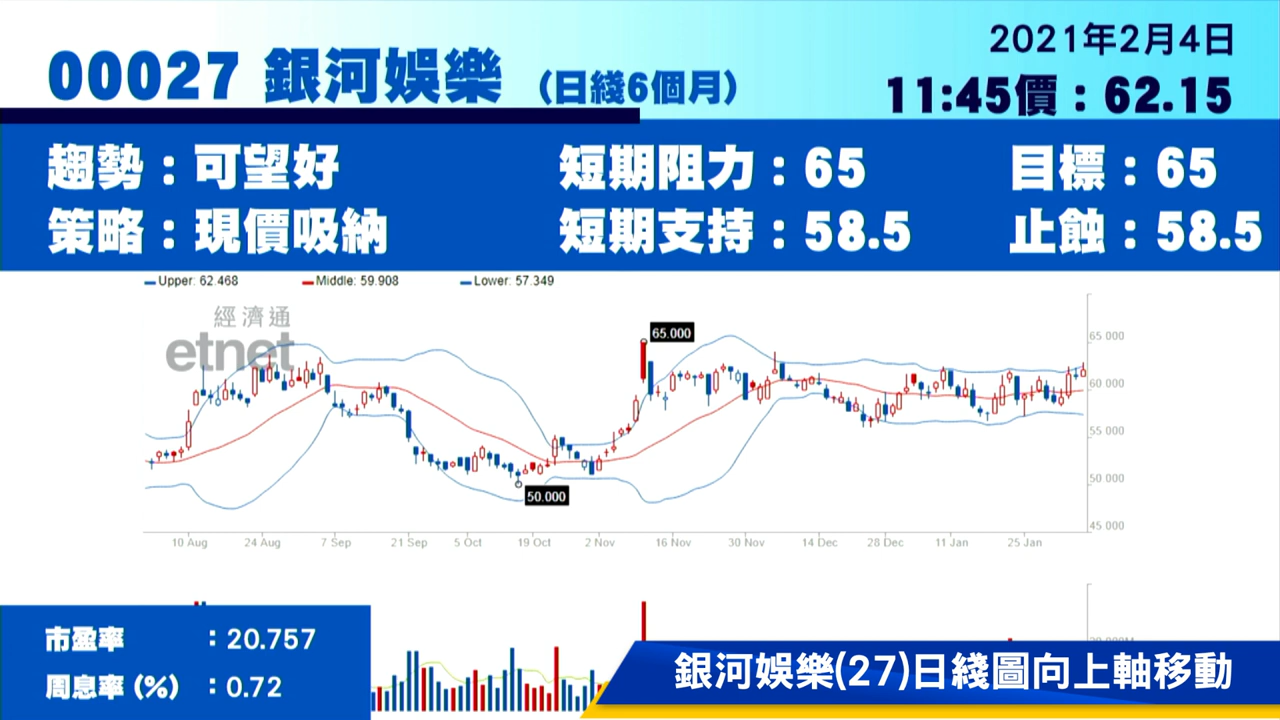 00027 銀河娛樂 (日綫6個月)
2021年2月4日
11:45價：62.15
趨勢：可望好
短期阻力：65
目標：65
策略：現價吸納
短期支持：58.5
止蝕：58.5
Upper: 62.468 Middle: 59.908 Lower: 57.349
經濟通
etnet
65.000
50.000
65 000
60 000
55 000
50 000
45 000
10 Aug 24 Aug 7 Sep 21 Sep 5 Oct 19 Oct 2 Nov 16 Nov 30 Nov 14 Dec 28 Dec 11 Jan 25 Jan
市盈率 ：20.757
周息率 (%) ：0.72
銀河娛樂(27)日綫圖向上軸移動